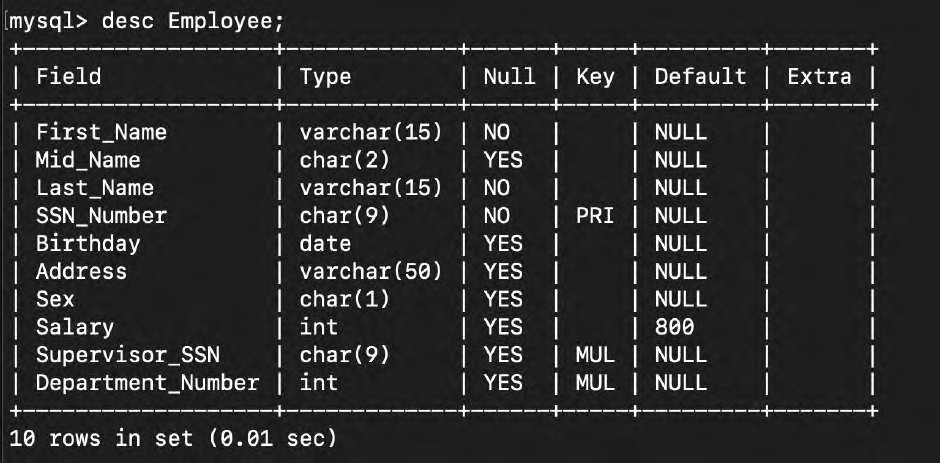 mysql> desc Employee;
+-------------------+-------------+------+-----+---------+-------+
| Field             | Type        | Null | Key | Default | Extra |
+-------------------+-------------+------+-----+---------+-------+
| First_Name        | varchar(15) | NO   |     | NULL    |       |
| Mid_Name          | char(2)     | YES  |     | NULL    |       |
| Last_Name         | varchar(15) | NO   |     | NULL    |       |
| SSN_Number        | char(9)     | NO   | PRI | NULL    |       |
| Birthday          | date        | YES  |     | NULL    |       |
| Address           | varchar(50) | YES  |     | NULL    |       |
| Sex               | char(1)     | YES  |     | NULL    |       |
| Salary            | int         | YES  |     | 800     |       |
| Supervisor_SSN    | char(9)     | YES  | MUL | NULL    |       |
| Department_Number | int         | YES  | MUL | NULL    |       |
+-------------------+-------------+------+-----+---------+-------+
10 rows in set (0.01 sec)